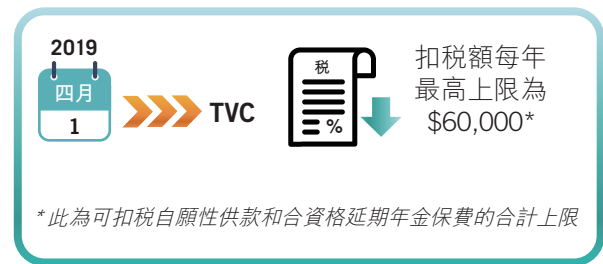 2019
四月
1
TVC
税
%
扣税額每年
最高上限為
$60,000*
*此為可扣税自願性供款和合資格延期年金保費的合計上限